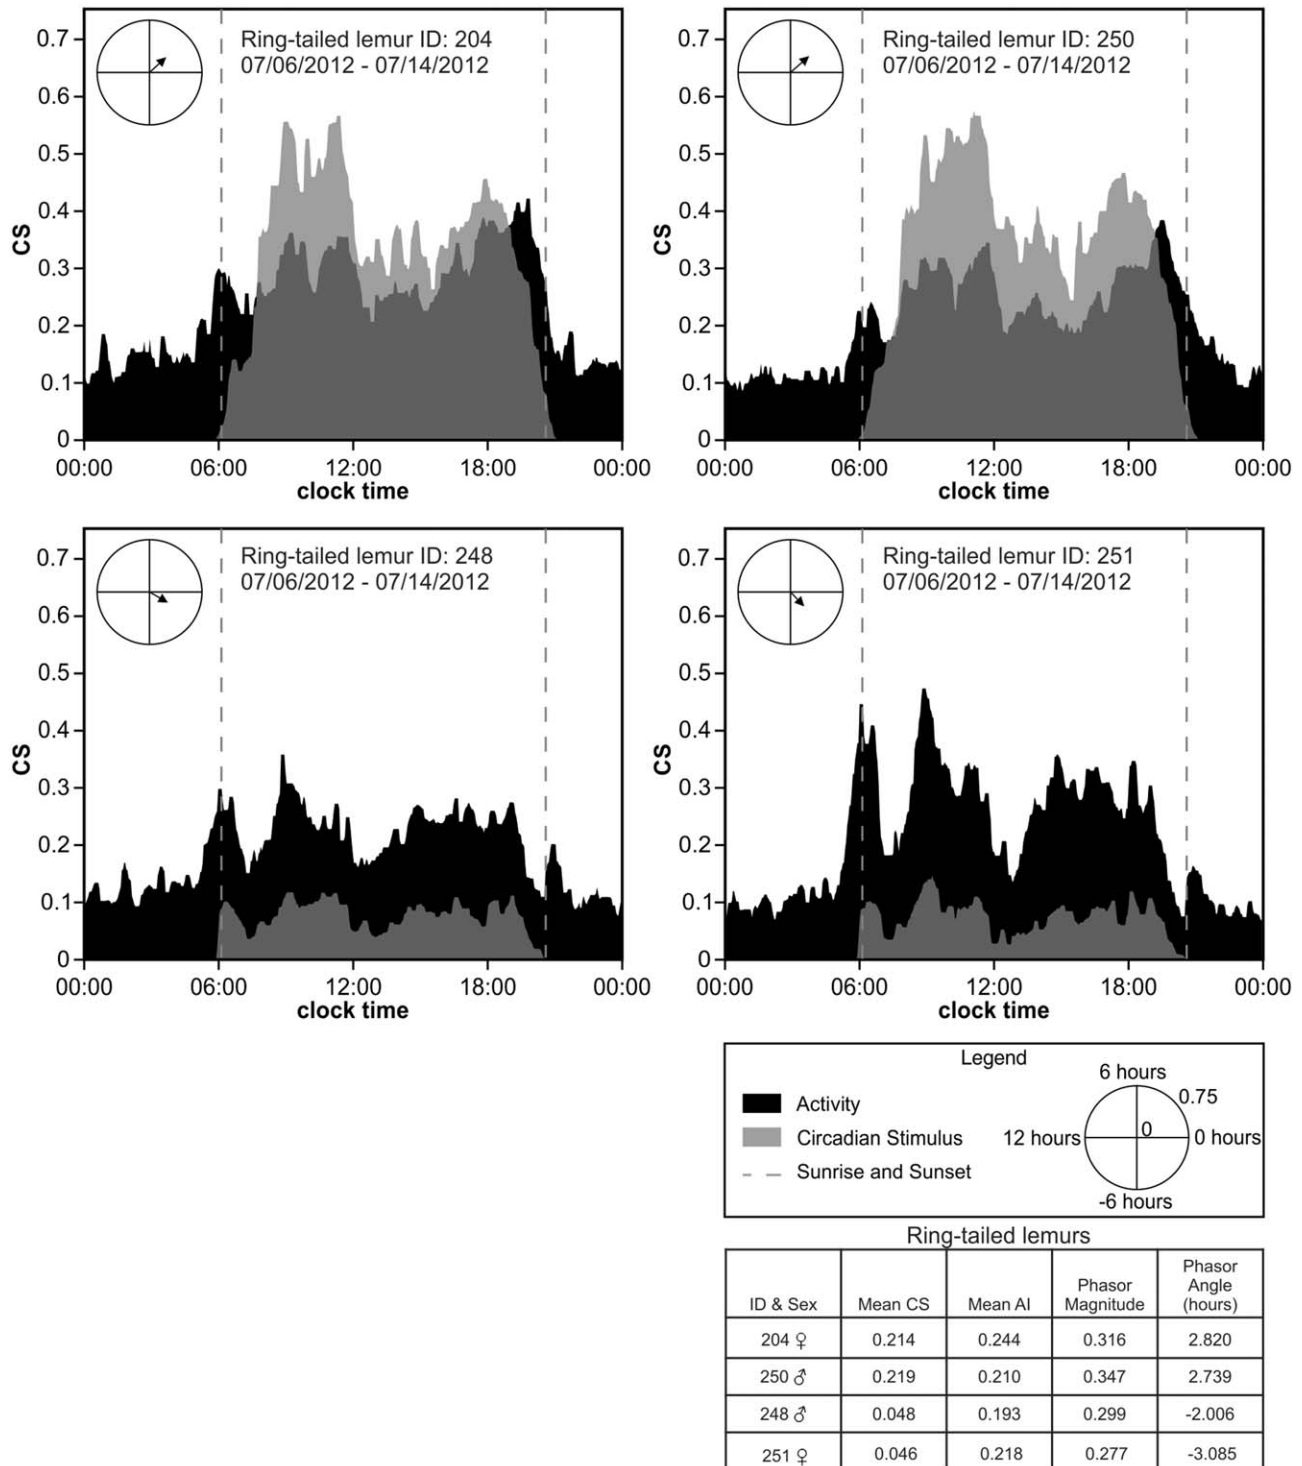 Ring-tailed lemur ID: 204
07/06/2012 - 07/14/2012
0.7
0.6
0.5
0.4
0.3
0.2
0.1
0
CS
00:00 06:00 12:00 18:00 00:00
clock time
Ring-tailed lemur ID: 250
07/06/2012 - 07/14/2012
0.7
0.6
0.5
0.4
0.3
0.2
0.1
0
CS
00:00 06:00 12:00 18:00 00:00
clock time
Ring-tailed lemur ID: 248
07/06/2012 - 07/14/2012
0.7
0.6
0.5
0.4
0.3
0.2
0.1
0
CS
00:00 06:00 12:00 18:00 00:00
clock time
Ring-tailed lemur ID: 251
07/06/2012 - 07/14/2012
0.7
0.6
0.5
0.4
0.3
0.2
0.1
0
CS
00:00 06:00 12:00 18:00 00:00
clock time
Legend
Activity
Circadian Stimulus
Sunrise and Sunset
6 hours
0.75
12 hours 0 0 hours
-6 hours
Ring-tailed lemurs
ID & Sex Mean CS Mean AI Phasor Magnitude Phasor Angle (hours)
204 ♀ 0.214 0.244 0.316 2.820
250 ♂ 0.219 0.210 0.347 2.739
248 ♂ 0.048 0.193 0.299 -2.006
251 ♀ 0.046 0.218 0.277 -3.085